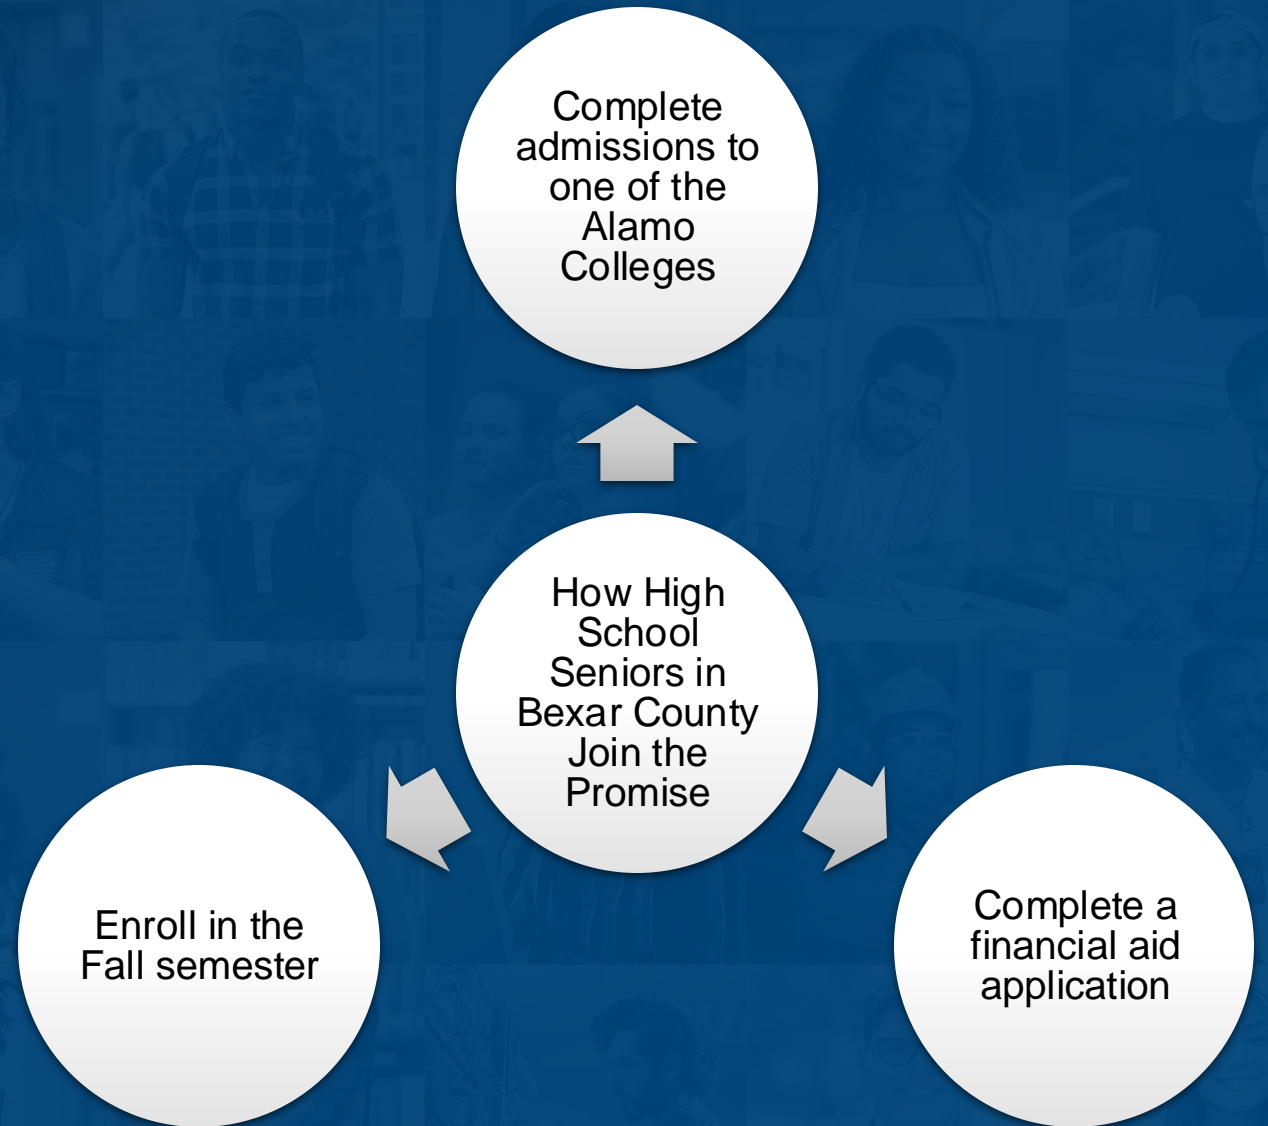 Complete
admissions to
one of the
Alamo
Colleges
How High
School
Seniors in
Bexar County
Join the
Promise
Enroll in the
Fall semester
Complete a
financial aid
application